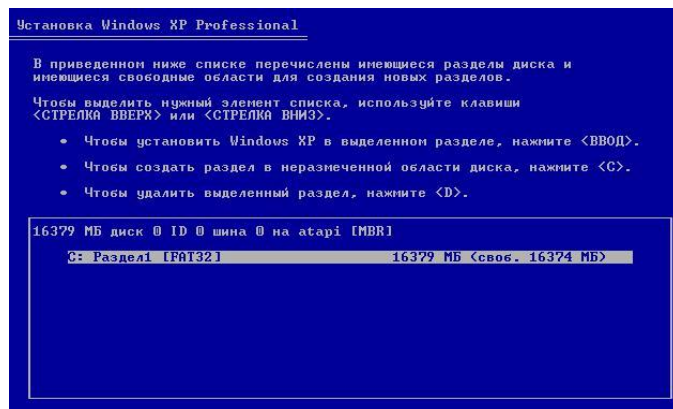 Установка Windows XP Professional
В приведенном ниже списке перечислены имеющиеся разделы диска и
имеющиеся свободные области для создания новых разделов.
Чтобы выделить нужный элемент списка, используйте клавиши
<СТРЕЛКА ВВЕРХ> или <СТРЕЛКА ВНИЗ>.
• Чтобы установить Windows XP в выделенном разделе, нажмите <ВВОД>.
• Чтобы создать раздел в неразмеченной области диска, нажмите <C>.
• Чтобы удалить выделенный раздел, нажмите <D>.
16379 МБ диск 0 ID 0 шина 0 на atapi [MBR]
C: Раздел1 [FAT32] 16379 МБ (своб. 16374 МБ)